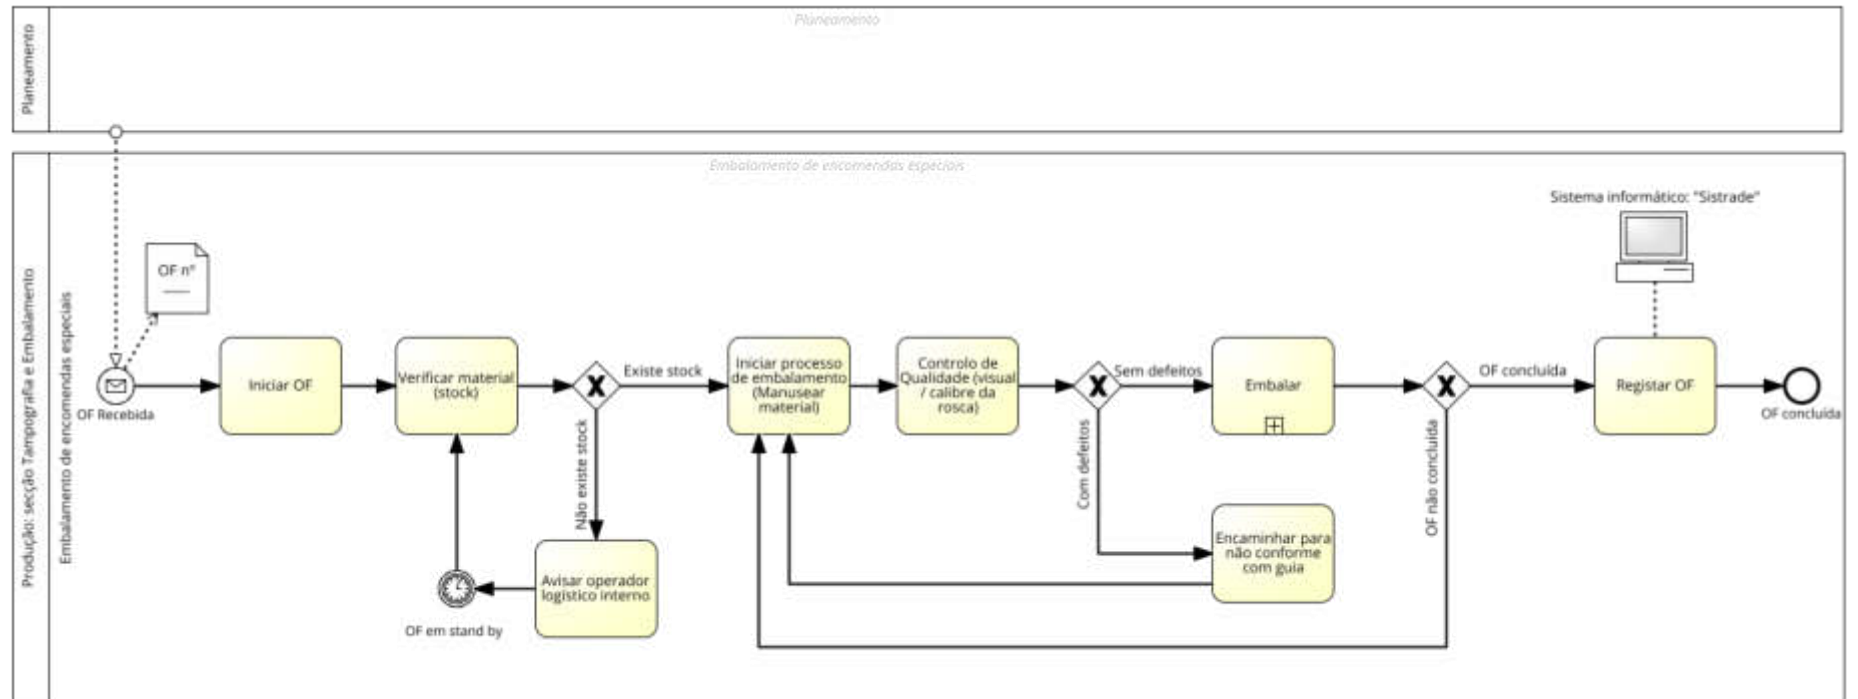 Planeamento
Planeamento
Embalamento de encomendas especiais
Produção: secção Tampografia e Embalamento
Embalamento de encomendas especiais
Sistema informático: "Sistrade"
OF nº
OF Recebida
Iniciar OF
Verificar material
(stock)
Existe stock
Não existe stock
Avisar operador
logístico interno
OF em stand by
Iniciar processo
de embalamento
(Manusear
material)
Controlo de
Qualidade (visual
/ calibre da
rosca)
Sem defeitos
Com defeitos
Embalar
Encaminhar para
não conforme
com guia
OF concluída
OF não concluída
Registar OF
OF concluída